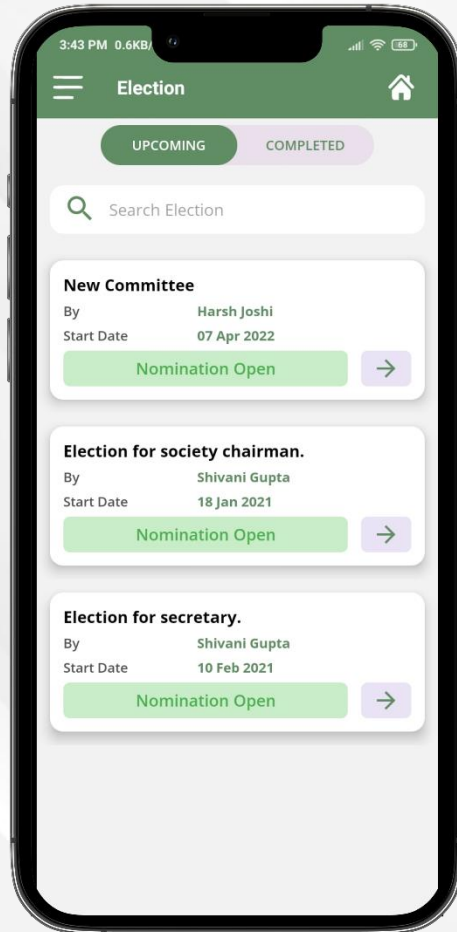 3:43 PM 0.6KB/ 68
Election
UPCOMING COMPLETED
Search Election
New Committee
By Harsh Joshi
Start Date 07 Apr 2022
Nomination Open
Election for society chairman.
By Shivani Gupta
Start Date 18 Jan 2021
Nomination Open
Election for secretary.
By Shivani Gupta
Start Date 10 Feb 2021
Nomination Open